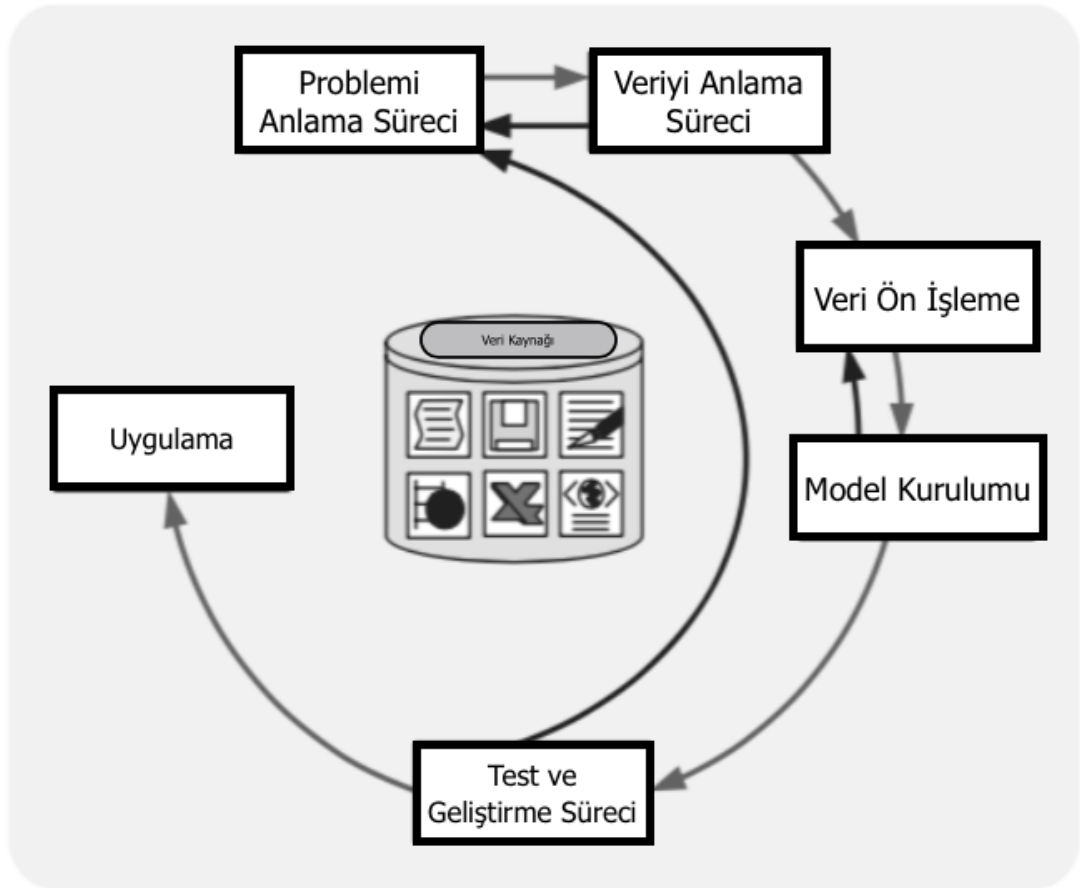 Problemi
Anlama Süreci
Veriyi Anlama
Süreci
Veri Ön İşleme
Veri Kaynağı
Uygulama
Model Kurulumu
Test ve
Geliştirme Süreci